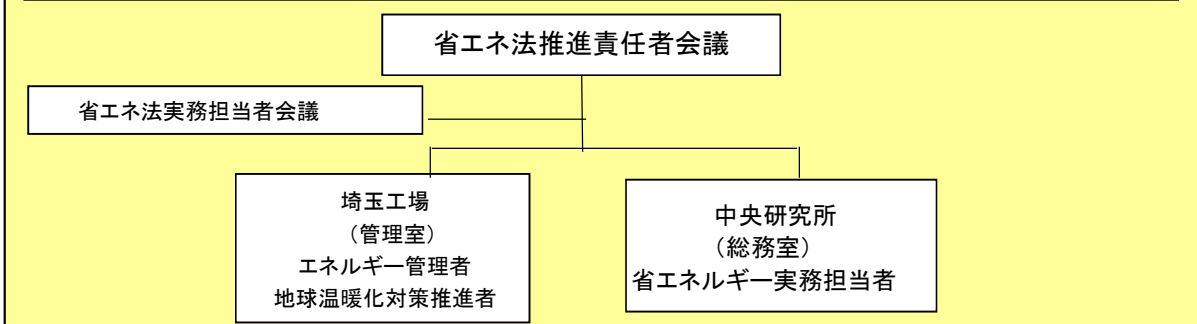 省エネ法推進責任者会議
省エネ法実務担当者会議
埼玉工場
（管理室）
エネルギー管理者
地球温暖化対策推進者
中央研究所
（総務室）
省エネルギー実務担当者